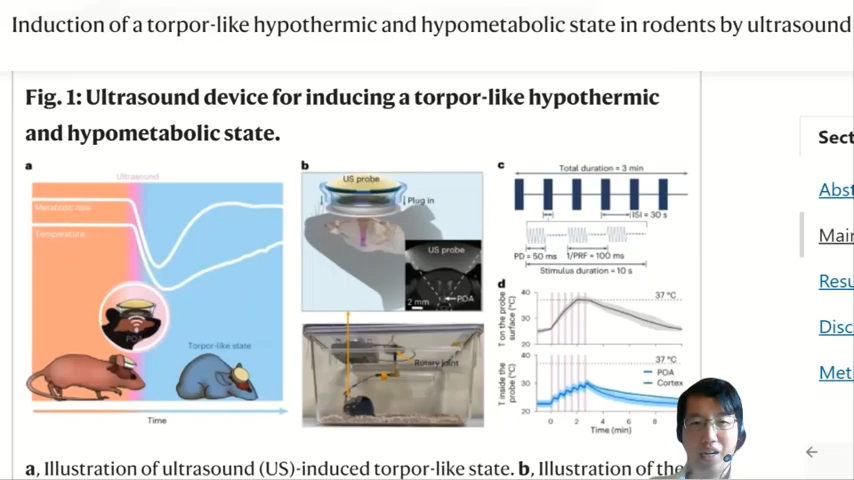 Induction of a torpor-like hypothermic and hypometabolic state in rodents by ultrasound
Fig. 1: Ultrasound device for inducing a torpor-like hypothermic
and hypometabolic state.
a
Ultrasound
Metabolic rate
Temperature
POA
Torpor-like state
Time
b
US probe
Plug in
US probe
POA
2 mm
Rotary joint
c
Total duration = 3 min
ISI = 30 s
PD = 50 ms
1/PRF = 100 ms
Stimulus duration = 10 s
d
T on the probe
surface (°C)
40
30
20
37 °C
T inside the
probe (°C)
40
30
20
37 °C
POA
Cortex
0
2
4
6
8
Time (min)
a, Illustration of ultrasound (US)-induced torpor-like state. b, Illustration of the
Sect
Abst
Main
Resu
Disc
Met